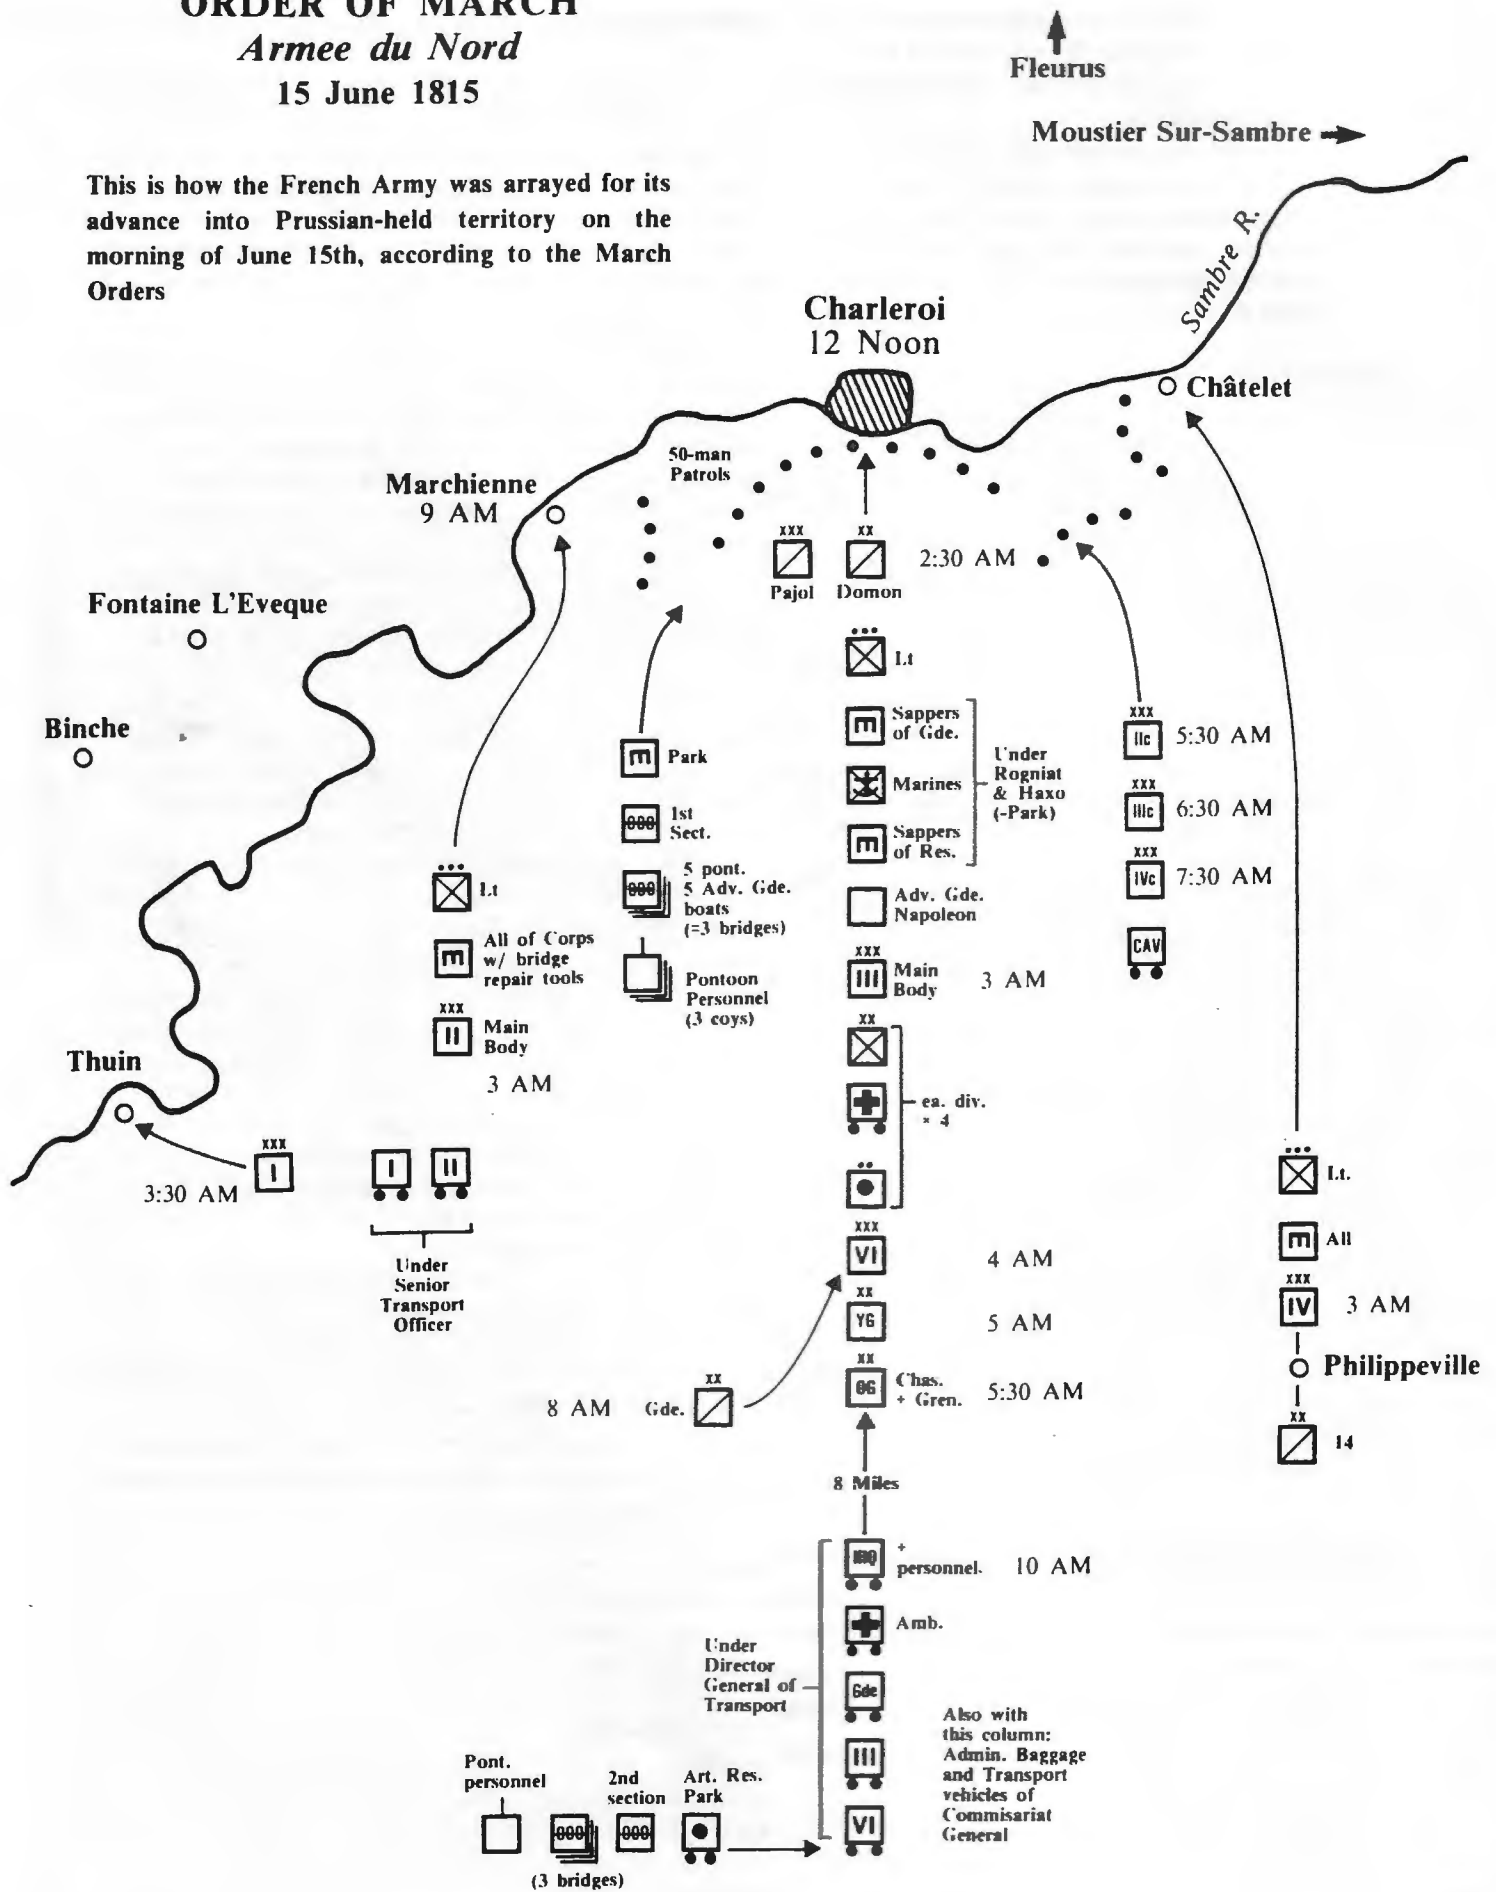 ORDER OF MARCH
Armee du Nord
15 June 1815
This is how the French Army was arrayed for its
advance into Prussian-held territory on the
morning of June 15th, according to the March
Orders
Fleurus
Moustier Sur-Sambre
Sambre R.
Charleroi
12 Noon
Châtelet
50-man
Patrols
Marchienne
9 AM
Fontaine L'Eveque
Binche
Thuin
xxx
Pajol
xx
Domon
2:30 AM
Lt
E
Sappers
of Gde.
Marines
E
Sappers
of Res.
Under
Rogniat
& Haxo
(-Park)
Adv. Gde.
Napoleon
xxx
III
Main
Body
3 AM
xx
ea. div.
× 4
xxx
VI
4 AM
xx
YG
5 AM
xx
OG
Chas.
+ Gren.
5:30 AM
8 AM
Gde.
xx
8 Miles
E
Park
1st
Sect.
5 pont.
5 Adv. Gde.
boats
(=3 bridges)
Pontoon
Personnel
(3 coys)
Lt
E
All of Corps
w/ bridge
repair tools
xxx
II
Main
Body
3 AM
xxx
I
3:30 AM
I
II
Under
Senior
Transport
Officer
xxx
IIc
5:30 AM
xxx
IIIc
6:30 AM
xxx
IVc
7:30 AM
CAV
Lt.
E
All
xxx
IV
3 AM
Philippeville
xx
14
+
personnel.
10 AM
Amb.
Gde
III
VI
Under
Director
General of
Transport
Also with
this column:
Admin. Baggage
and Transport
vehicles of
Commisariat
General
Pont.
personnel
2nd
section
Art. Res.
Park
(3 bridges)